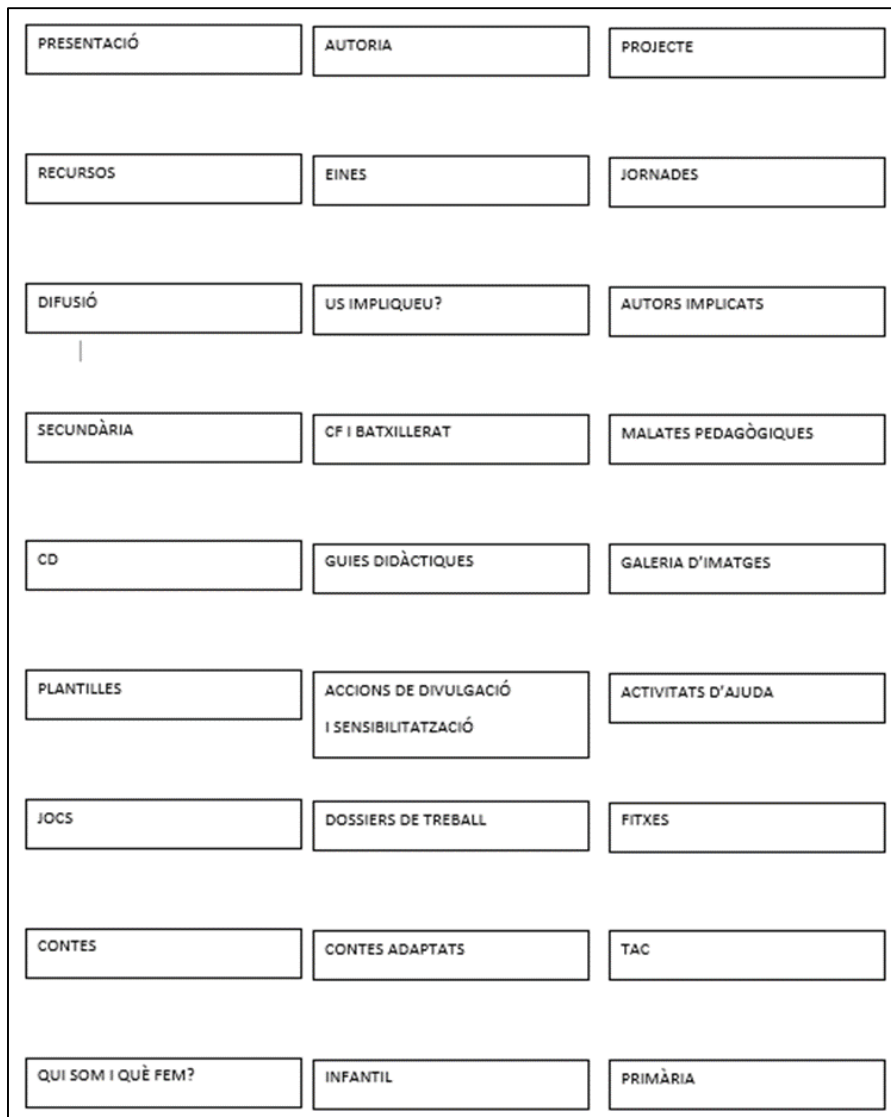 PRESENTACIÓ
AUTORIA
PROJECTE
RECURSOS
EINES
JORNADES
DIFUSIÓ
US IMPLIQUEU?
AUTORS IMPLICATS
SECUNDÀRIA
CF I BATXILLERAT
MALATES PEDAGÒGIQUES
CD
GUIES DIDÀCTIQUES
GALERIA D'IMATGES
PLANTILLES
ACCIONS DE DIVULGACIÓ
I SENSIBILITATZACIÓ
ACTIVITATS D'AJUDA
JOCS
DOSSIERS DE TREBALL
FITXES
CONTES
CONTES ADAPTATS
TAC
QUI SOM I QUÈ FEM?
INFANTIL
PRIMÀRIA